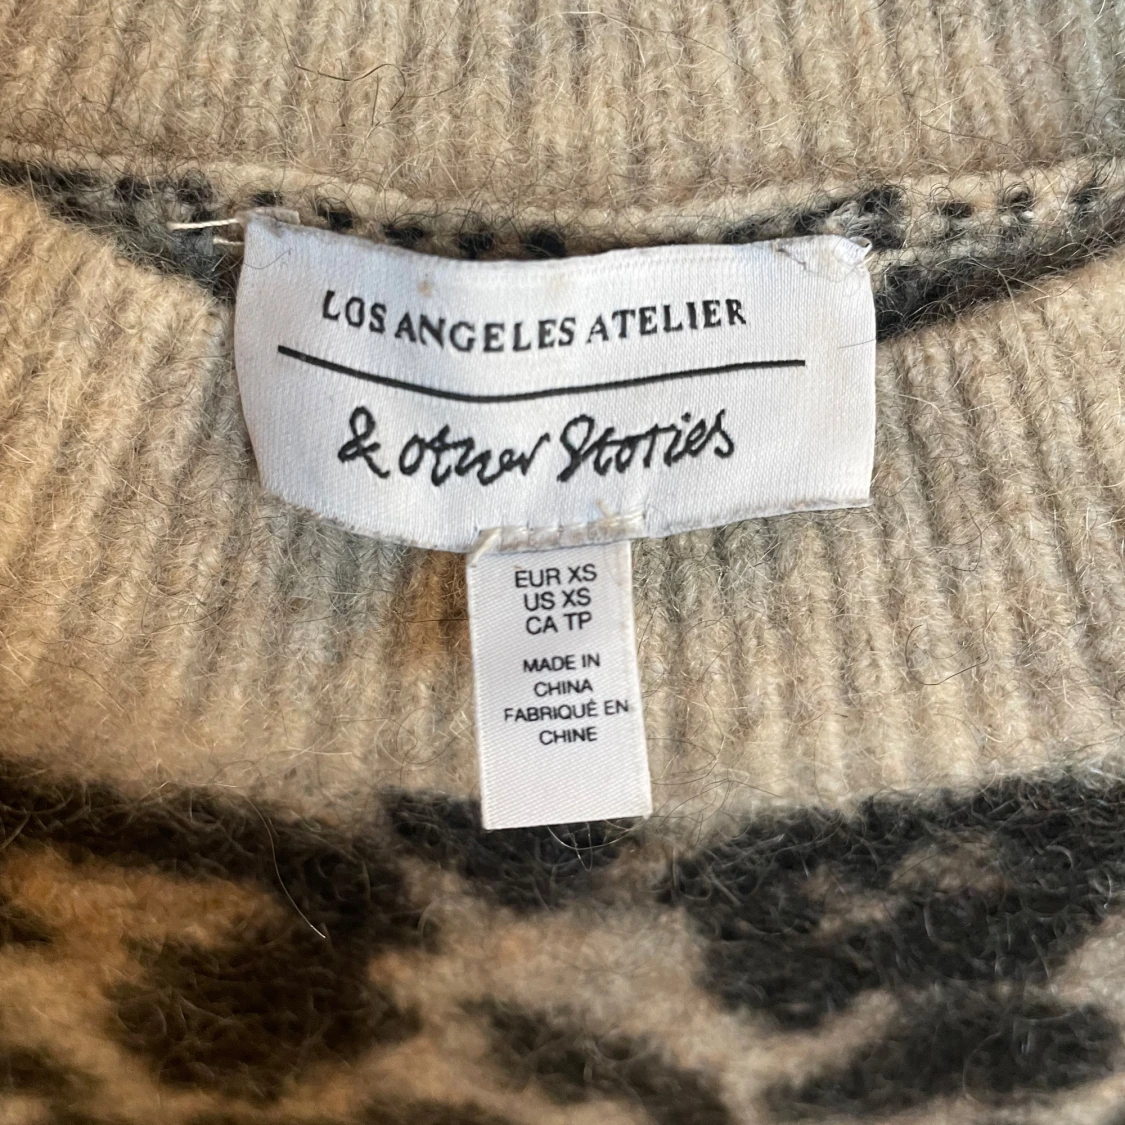 LOS ANGELES ATELIER
& other Stories
EUR XS
US XS
CA TP
MADE IN
CHINA
FABRIQUÉ EN
CHINE